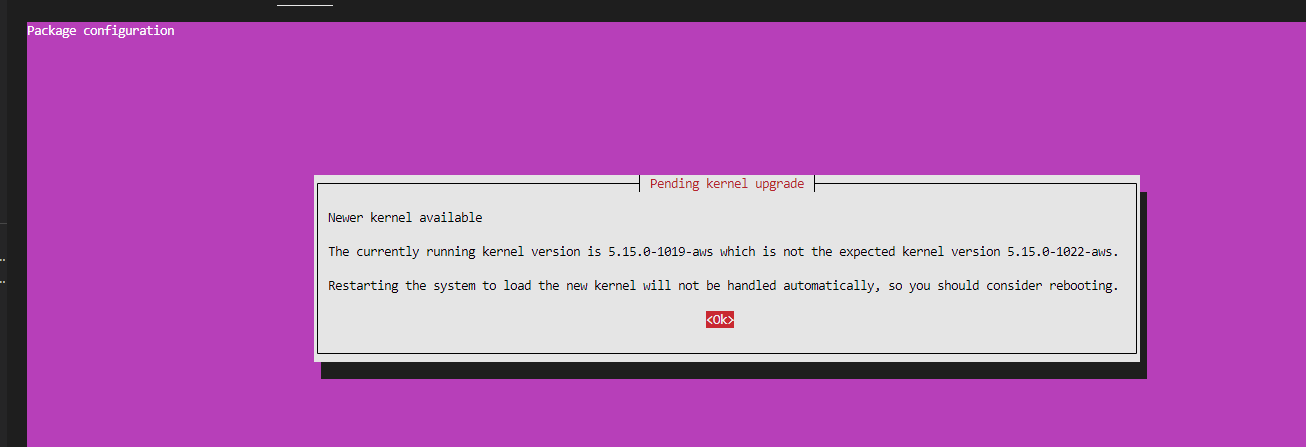 Package configuration
Pending kernel upgrade
Newer kernel available
The currently running kernel version is 5.15.0-1019-aws which is not the expected kernel version 5.15.0-1022-aws.
Restarting the system to load the new kernel will not be handled automatically, so you should consider rebooting.
<Ok>